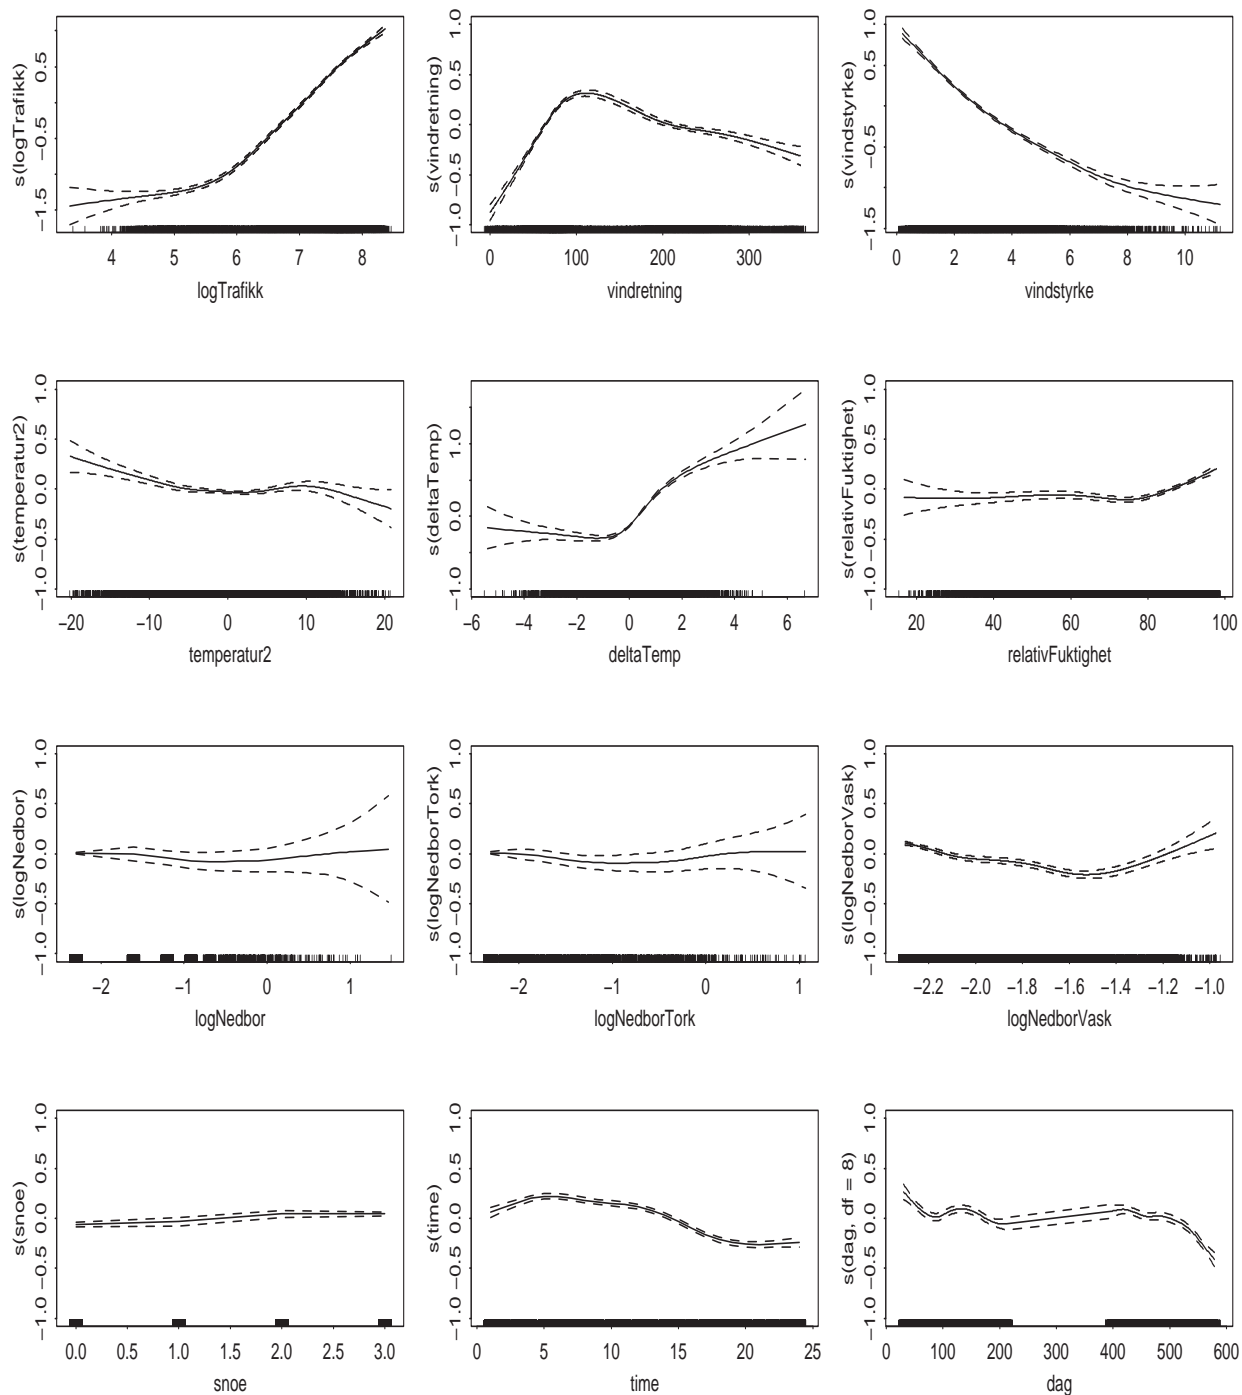 s(logTrafikk)
−1.5 −0.5 0.5
4 5 6 7 8
logTrafikk
s(vindretning)
−1.0 −0.5 0.0 0.5 1.0
0 100 200 300
vindretning
s(vindstyrke)
−1.5 −0.5 0.5 1.0
0 2 4 6 8 10
vindstyrke
s(temperatur2)
−1.0 −0.5 0.0 0.5 1.0
−20 −10 0 10 20
temperatur2
s(deltaTemp)
−1.0 0.0 1.0
−6 −4 −2 0 2 4 6
deltaTemp
s(relativFuktighet)
−1.0 −0.5 0.0 0.5 1.0
20 40 60 80 100
relativFuktighet
s(logNedbor)
−1.0 −0.5 0.0 0.5 1.0
−2 −1 0 1
logNedbor
s(logNedborTork)
−1.0 −0.5 0.0 0.5 1.0
−2 −1 0 1
logNedborTork
s(logNedborVask)
−1.0 −0.5 0.0 0.5 1.0
−2.2 −2.0 −1.8 −1.6 −1.4 −1.2 −1.0
logNedborVask
s(snoe)
−1.0 −0.5 0.0 0.5 1.0
0.0 0.5 1.0 1.5 2.0 2.5 3.0
snoe
s(time)
−1.0 −0.5 0.0 0.5 1.0
0 5 10 15 20 25
time
s(dag, df = 8)
−1.0 −0.5 0.0 0.5 1.0
0 100 200 300 400 500 600
dag